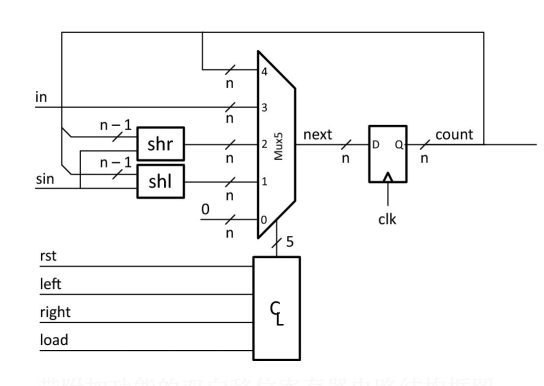 4
n
in
3
n
n – 1
shr
2
n
Mux5
next
n
D Q
count
n
n – 1
shl
1
n
sin
0
n
0
clk
5
rst
left
right
load
CL